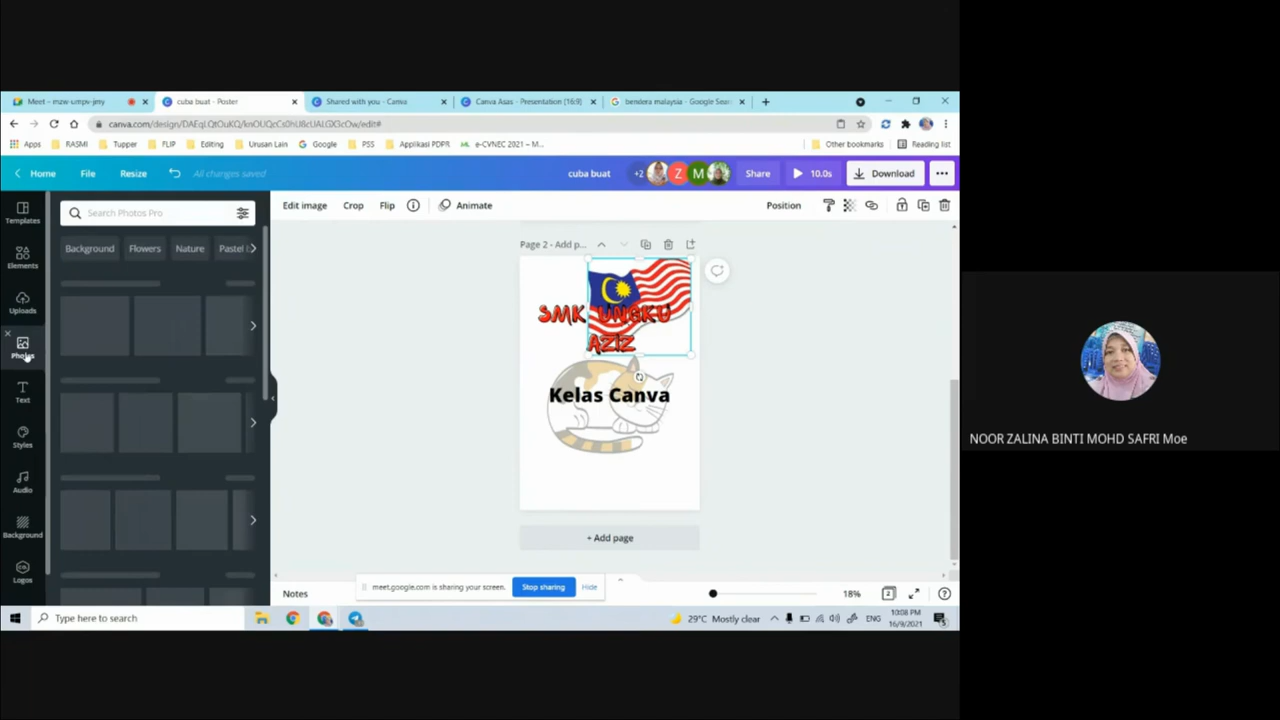 Meet – mzw-umpv-jmy
cuba buat - Poster
Shared with you - Canva
Canva Asas - Presentation (16:9)
bendera malaysia - Google Sear
Apps
RASMI
Tupper
FLIP
Editing
Urusan Lain
Google
PSS
Applikasi PDPR
e-CVNEC 2021 – M...
Other bookmarks
Reading list
Home
File
Resize
All changes saved
cuba buat
+2
Z
M
Share
10.0s
Download
Templates
Elements
Uploads
Photos
Text
Styles
Audio
Background
Logos
Search Photos Pro
Background
Flowers
Nature
Edit image
Crop
Flip
Animate
Position
Page 2 - Add p...
SMK UNGKU
AZIZ
Kelas Canva
+ Add page
meet.google.com is sharing your screen.
Stop sharing
Hide
Notes
18%
2
Type here to search
29°C Mostly clear
ENG
10:08 PM
16/9/2021
NOOR ZALINA BINTI MOHD SAFRI Moe